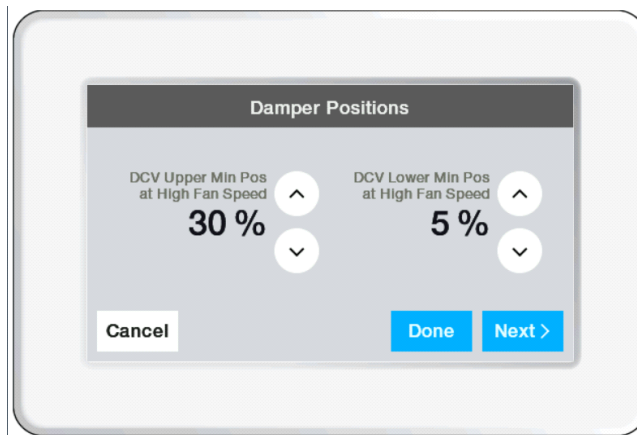 Damper Positions
DCV Upper Min Pos
at High Fan Speed
30 %
DCV Lower Min Pos
at High Fan Speed
5 %
Cancel
Done
Next >